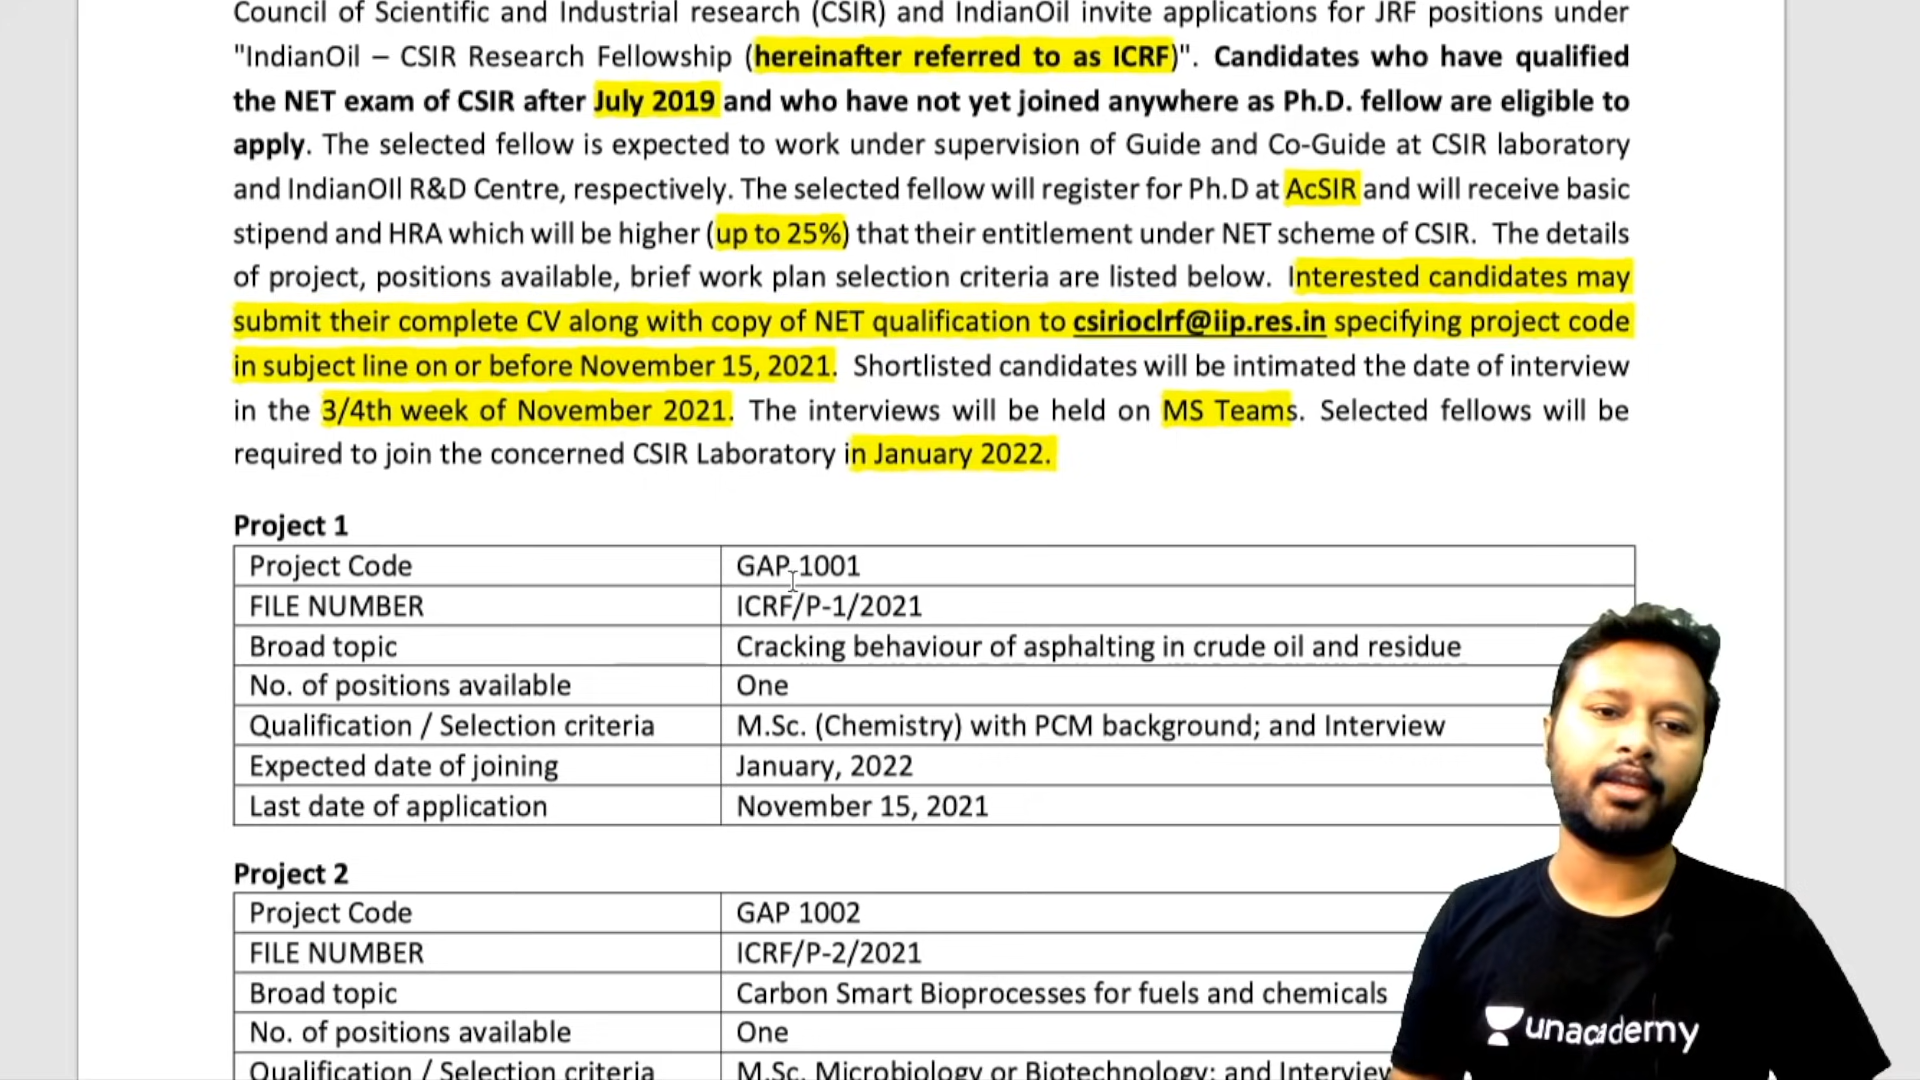 Council of Scientific and Industrial research (CSIR) and IndianOil invite applications for JRF positions under
"IndianOil – CSIR Research Fellowship (hereinafter referred to as ICRF)". Candidates who have qualified
the NET exam of CSIR after July 2019 and who have not yet joined anywhere as Ph.D. fellow are eligible to
apply. The selected fellow is expected to work under supervision of Guide and Co-Guide at CSIR laboratory
and IndianOIl R&D Centre, respectively. The selected fellow will register for Ph.D at AcSIR and will receive basic
stipend and HRA which will be higher (up to 25%) that their entitlement under NET scheme of CSIR. The details
of project, positions available, brief work plan selection criteria are listed below. Interested candidates may
submit their complete CV along with copy of NET qualification to csirioclrf@iip.res.in specifying project code
in subject line on or before November 15, 2021. Shortlisted candidates will be intimated the date of interview
in the 3/4th week of November 2021. The interviews will be held on MS Teams. Selected fellows will be
required to join the concerned CSIR Laboratory in January 2022.
Project 1
Project Code GAP 1001
FILE NUMBER ICRF/P-1/2021
Broad topic Cracking behaviour of asphalting in crude oil and residue
No. of positions available One
Qualification / Selection criteria M.Sc. (Chemistry) with PCM background; and Interview
Expected date of joining January, 2022
Last date of application November 15, 2021
Project 2
Project Code GAP 1002
FILE NUMBER ICRF/P-2/2021
Broad topic Carbon Smart Bioprocesses for fuels and chemicals
No. of positions available One
Qualification / Selection criteria M.Sc. Microbiology or Biotechnology; and Interview
unacademy